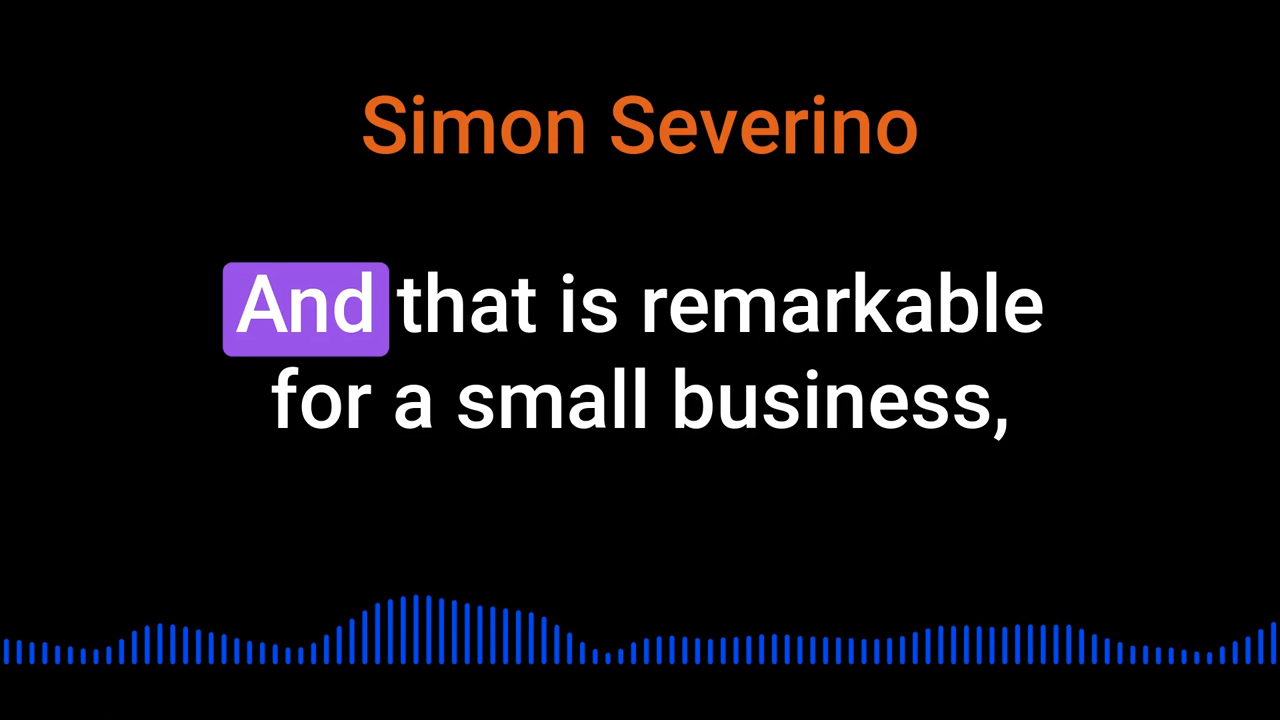 Simon Severino
And that is remarkable
for a small business,